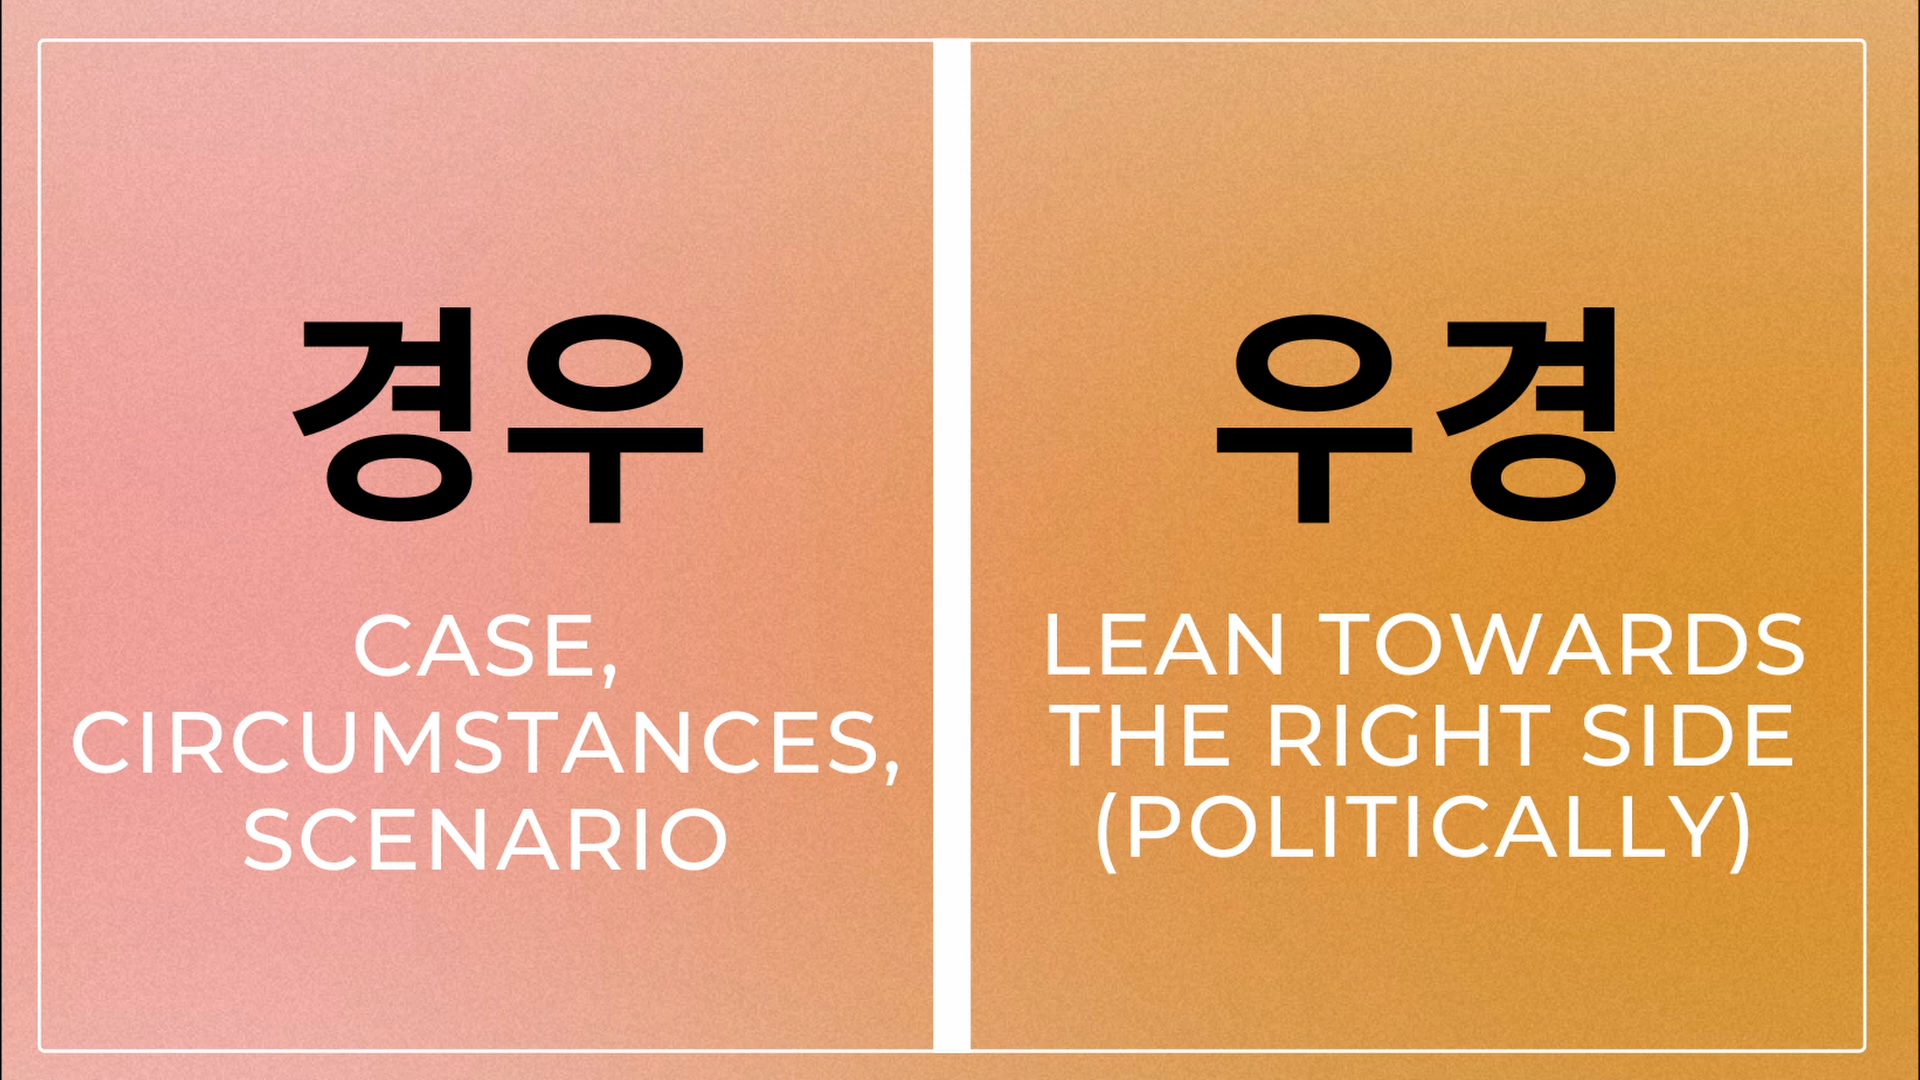 경우
CASE,
CIRCUMSTANCES,
SCENARIO
우경
LEAN TOWARDS
THE RIGHT SIDE
(POLITICALLY)